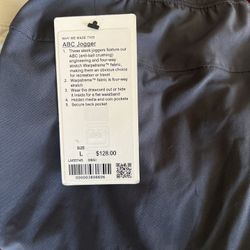 WHY WE MADE THIS
ABC Jogger
1. These sleek joggers feature our
ABC (anti-ball crushing)
engineering and four-way
stretch Warpstreme™ fabric,
making them an obvious choice
for recreation or travel
2. Warpstreme™ fabric is four-way
stretch
3. Wear the drawcord out or hide
it inside for a flat waistband
4. Hidden media and coin pockets
5. Secure back pocket
SIZE
L $128.00